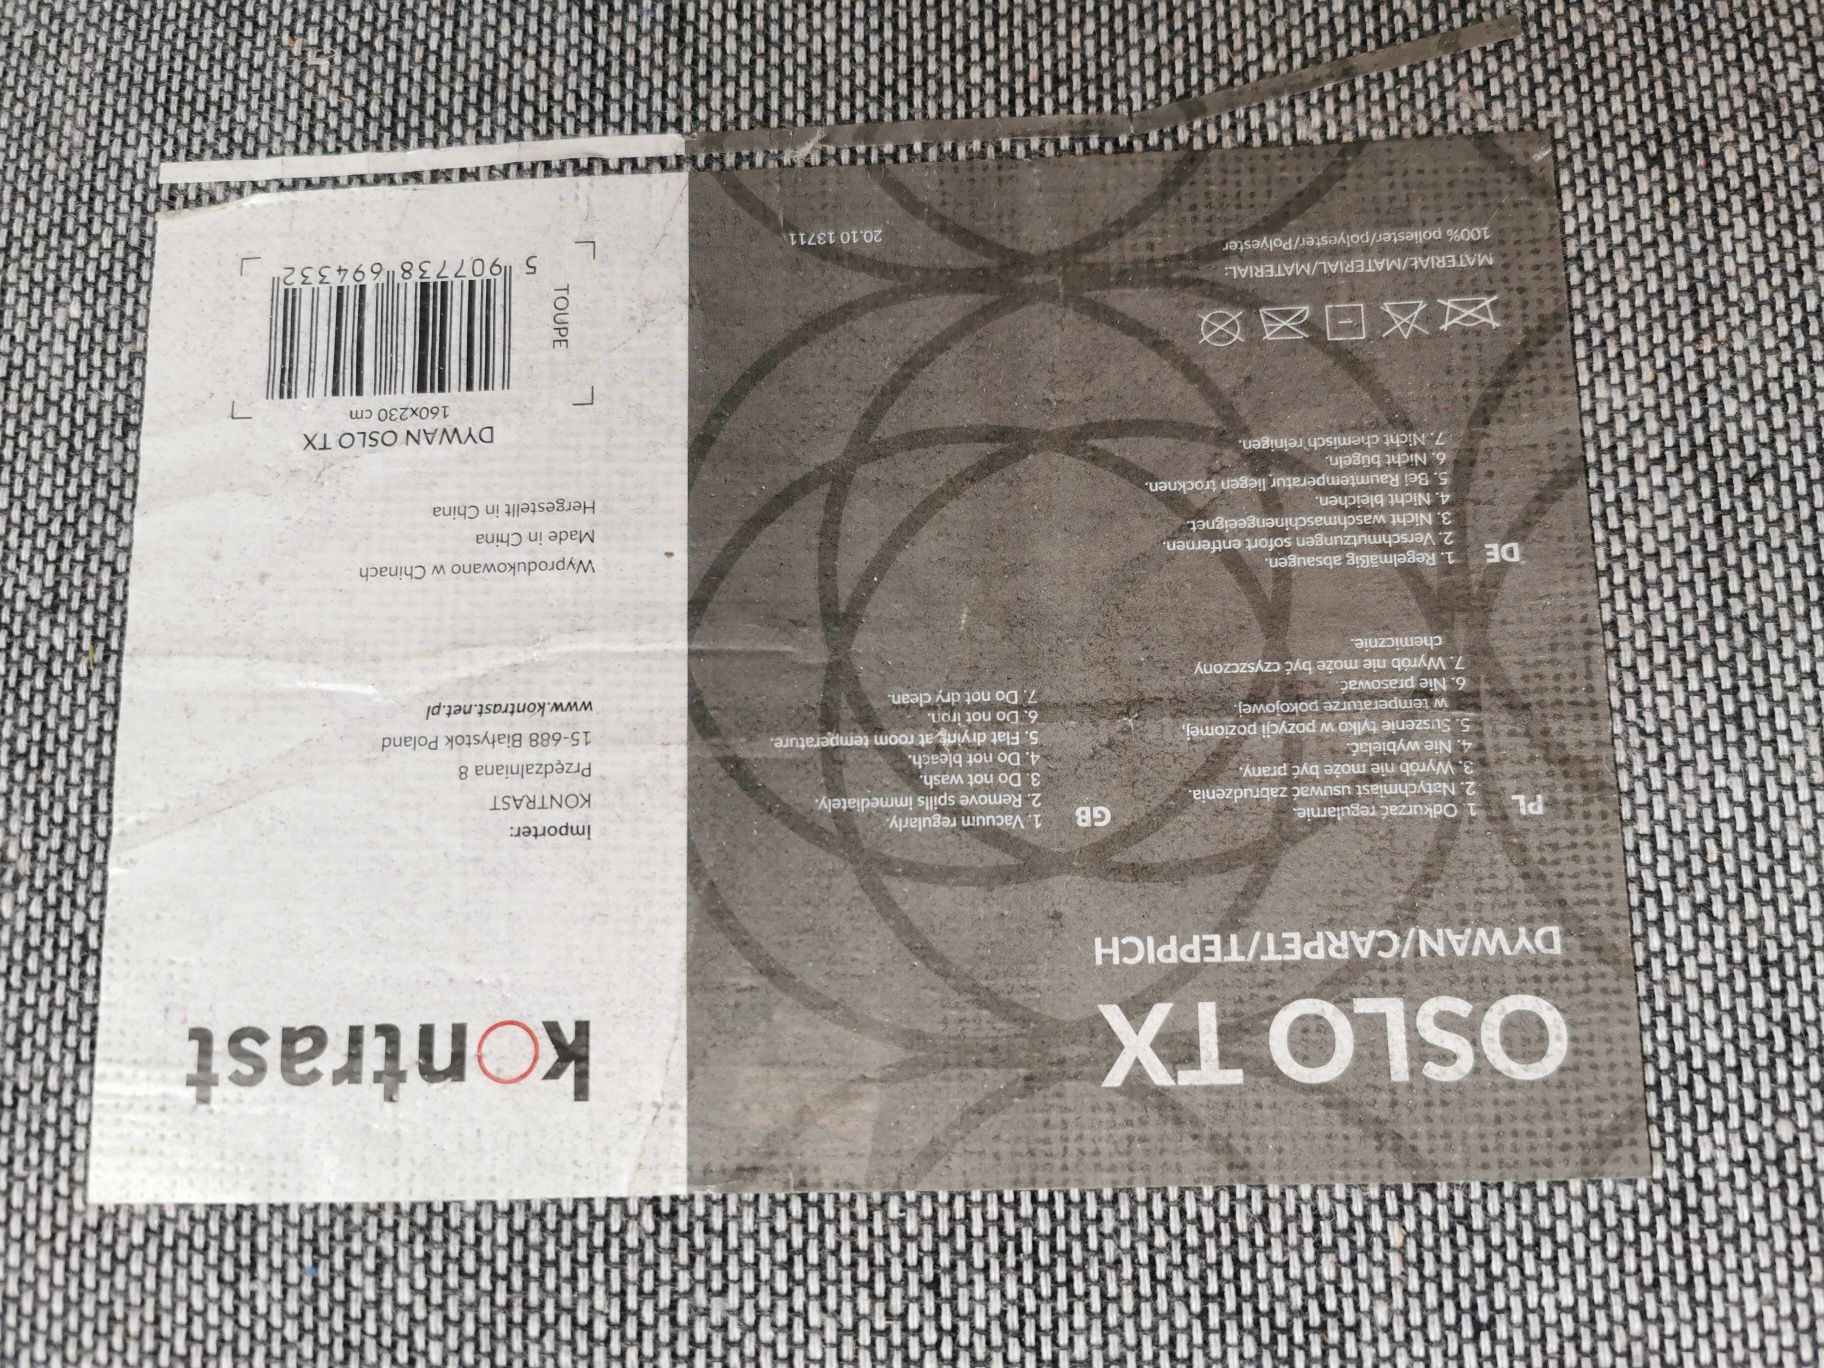 OSLO TX
DYWAN/CARPET/TEPPICH
PL
1. Odkurzać regularnie.
2. Natychmiast usuwać zabrudzenia.
3. Wyrób nie może być prany.
4. Nie wybielać.
5. Suszenie tylko w pozycji poziomej,
w temperaturze pokojowej.
6. Nie prasować.
7. Wyrób nie może być czyszczony
chemicznie.
GB
1. Vacuum regularly.
2. Remove spills immediately.
3. Do not wash.
4. Do not bleach.
5. Flat drying at room temperature.
6. Do not iron.
7. Do not dry clean.
DE
1. Regelmäßig absaugen.
2. Verschmutzungen sofort entfernen.
3. Nicht waschmaschinengeeignet.
4. Nicht bleichen.
5. Bei Raumtemperatur liegen trocknen.
6. Nicht bügeln.
7. Nicht chemisch reinigen.
MATERIAŁ/MATERIAL/MATERIAL:
100% poliester/polyester/Polyester
20.10 13711
kontrast
importer:
KONTRAST
Przędzalniana 8
15-688 Białystok Poland
www.kontrast.net.pl
Wyprodukowano w Chinach
Made in China
Hergestellt in China
DYWAN OSLO TX
160x230 cm
TOUPE
5 907738 694332